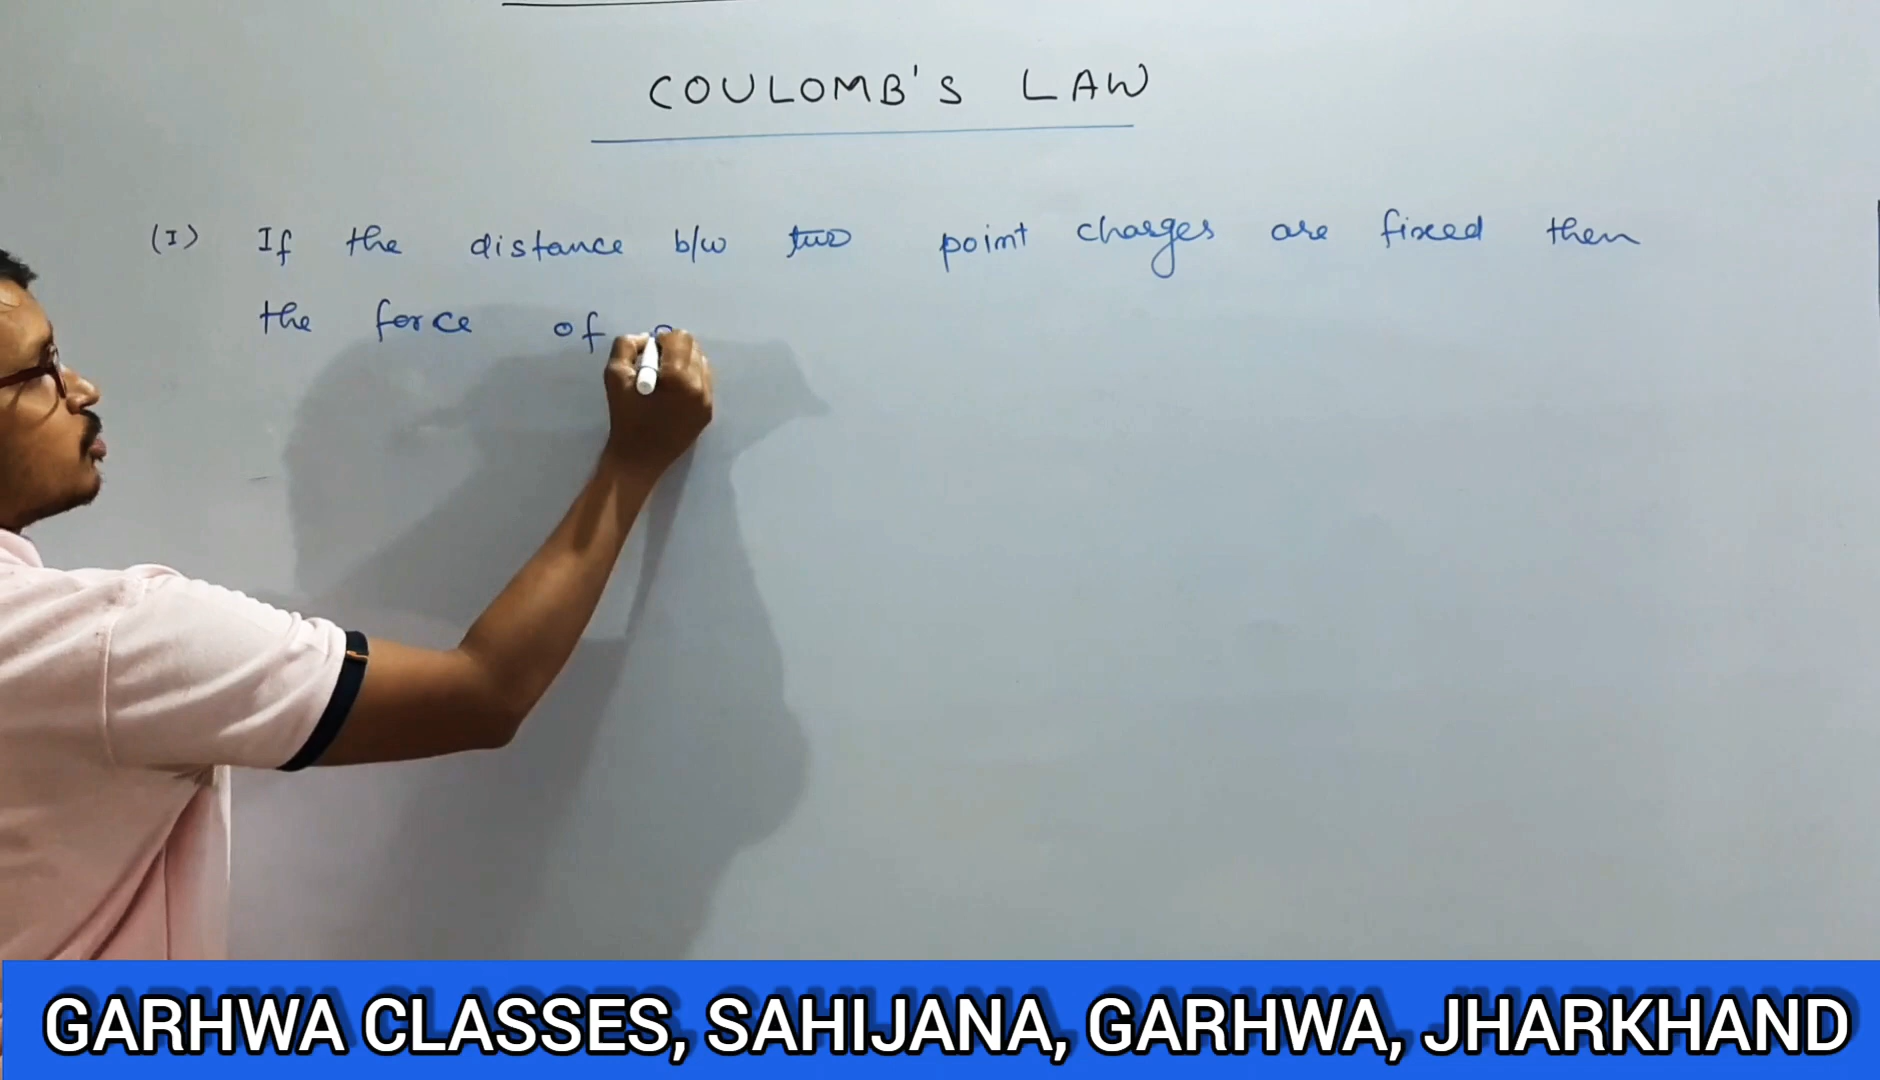 COULOMB'S LAW
(I) If the distance b/w two point charges are fixed then
the force of
GARHWA CLASSES, SAHIJANA, GARHWA, JHARKHAND